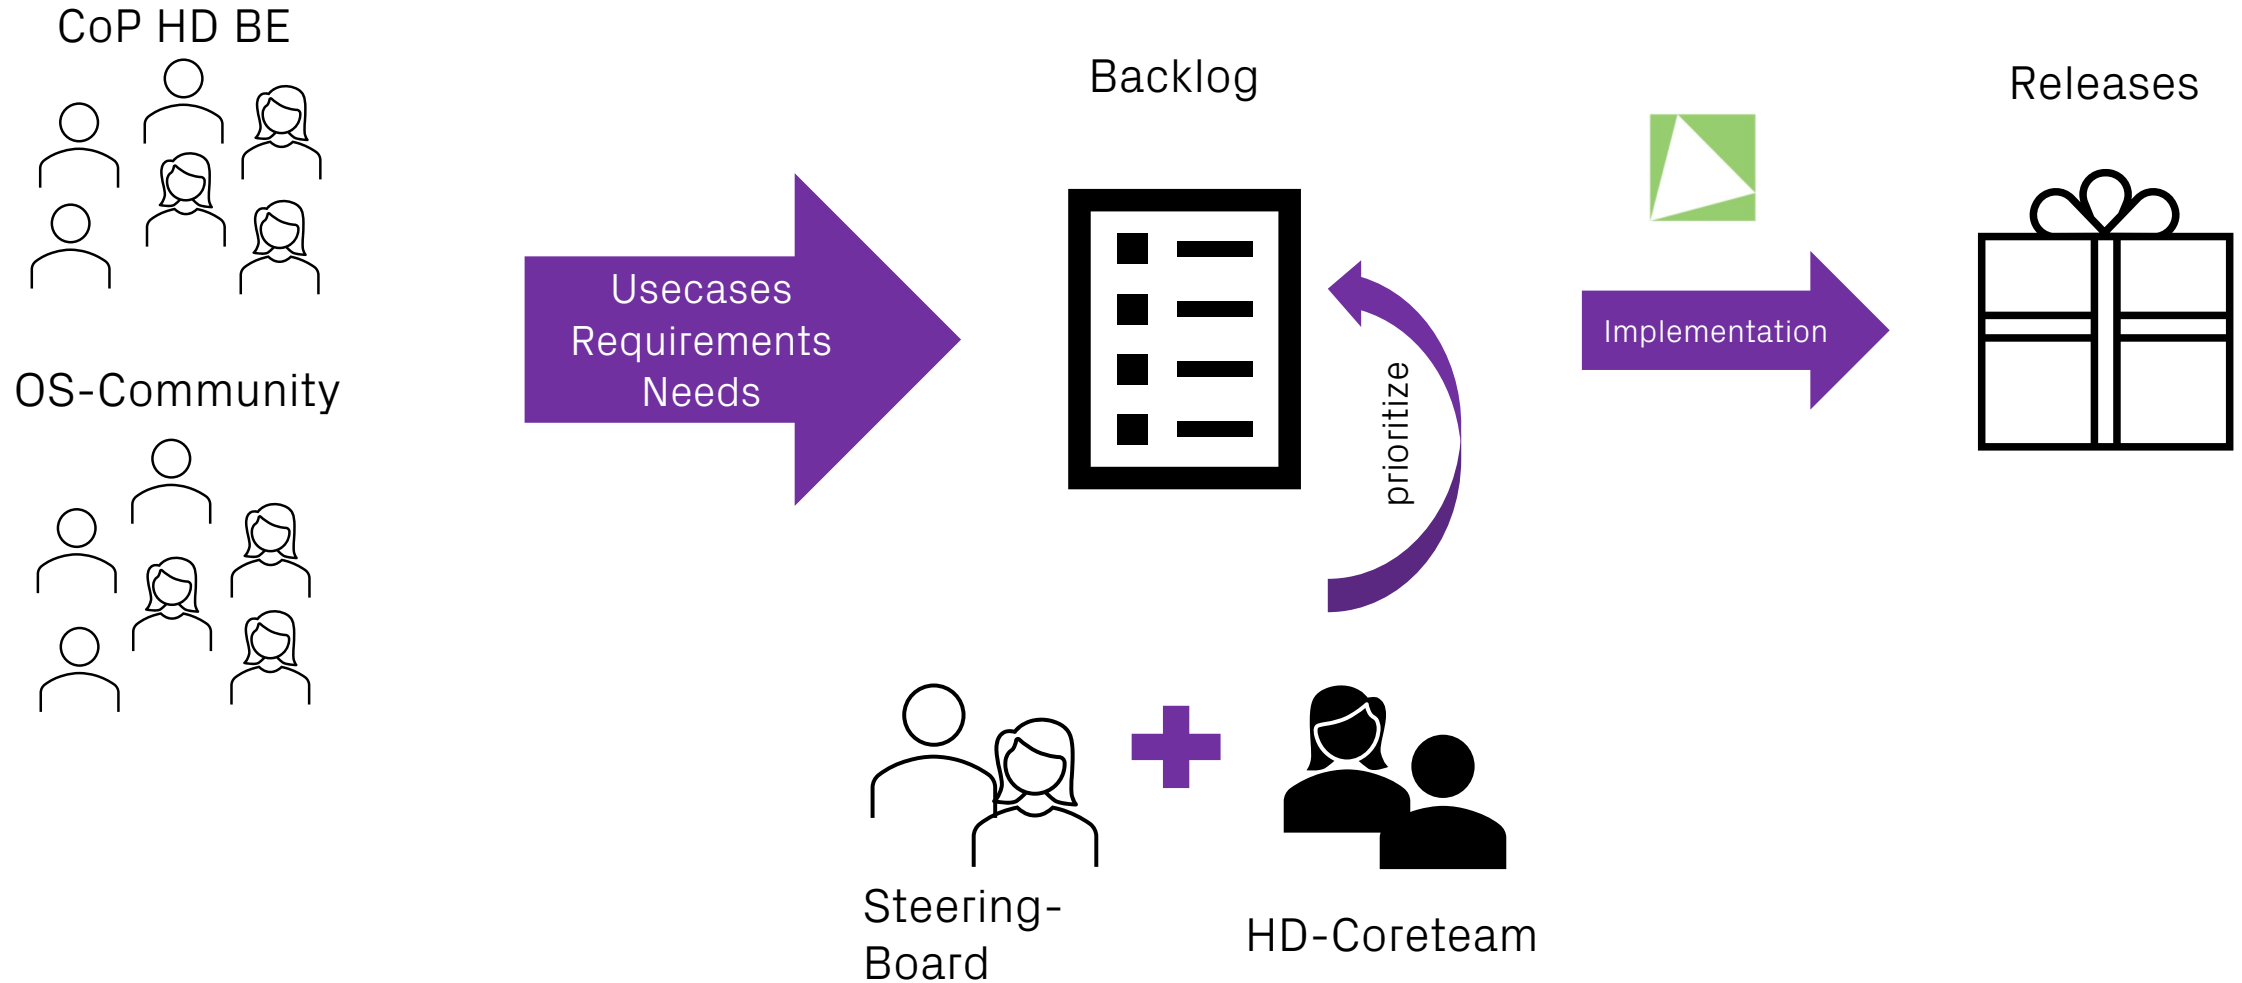 CoP HD BE
OS-Community
Usecases
Requirements
Needs
Backlog
prioritize
Implementation
Releases
Steering-
Board
HD-Coreteam